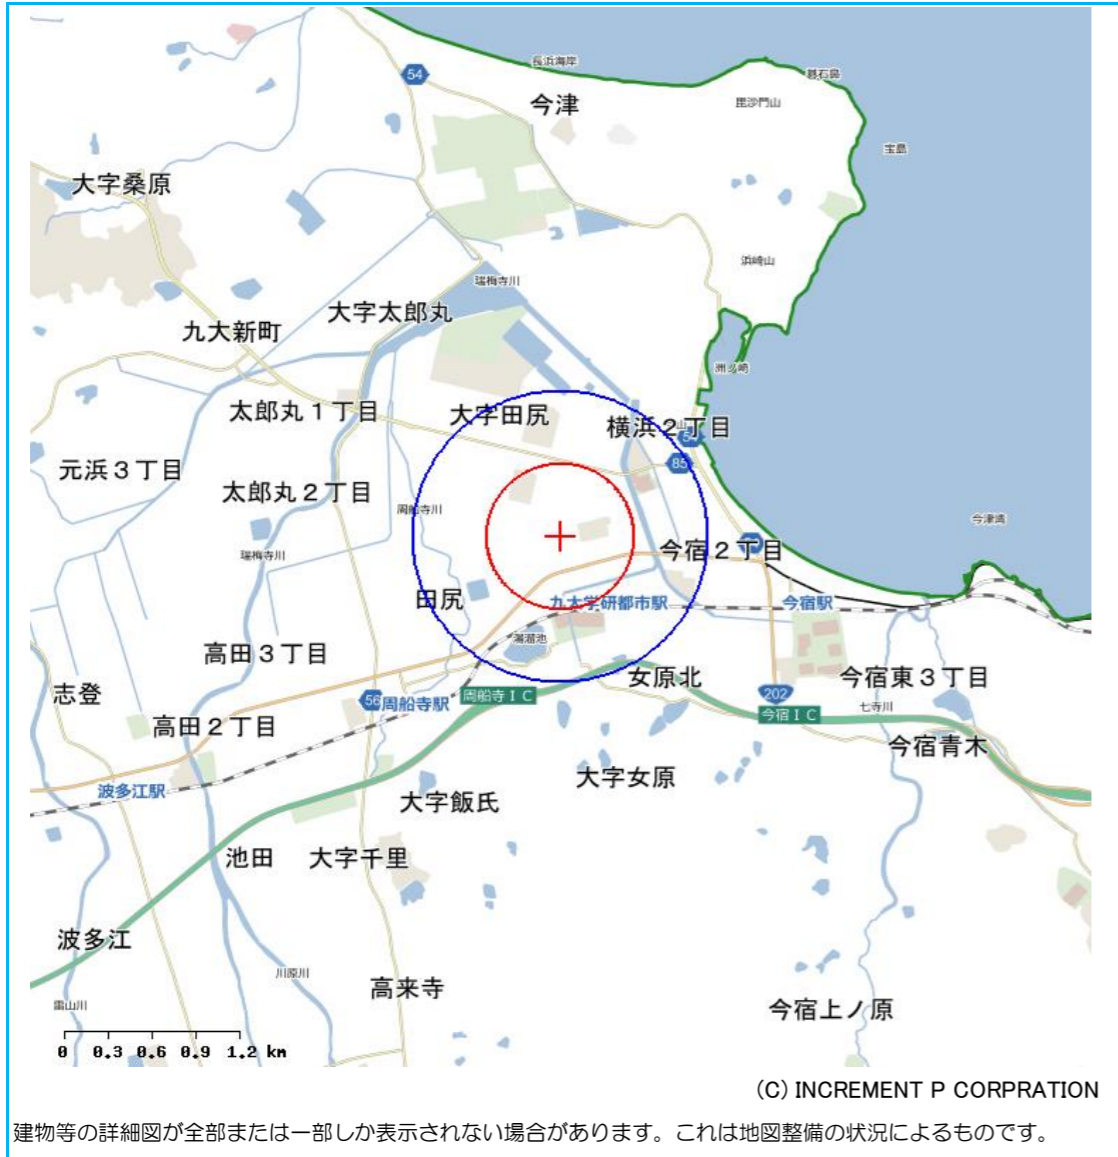 長浜海岸
碁石鼻
54
今津
毘沙門山
宝島
大字桑原
浜崎山
瑞梅寺川
大字太郎丸
九大新町
洲ノ崎
太郎丸１丁目
大字田尻
横浜２丁目
85
元浜３丁目
太郎丸２丁目
周船寺川
今津湾
瑞梅寺川
今宿２丁目
田尻
九大学研都市駅
今宿駅
湯溜池
高田３丁目
志登
女原北
今宿東３丁目
56
周船寺駅
周船寺ＩＣ
202
今宿ＩＣ
七寺川
高田２丁目
今宿青木
波多江駅
大字女原
大字飯氏
池田
大字千里
波多江
川原川
高来寺
雷山川
今宿上ノ原
0 0.3 0.6 0.9 1.2 km
(C) INCREMENT P CORPRATION
建物等の詳細図が全部または一部しか表示されない場合があります。これは地図整備の状況によるものです。